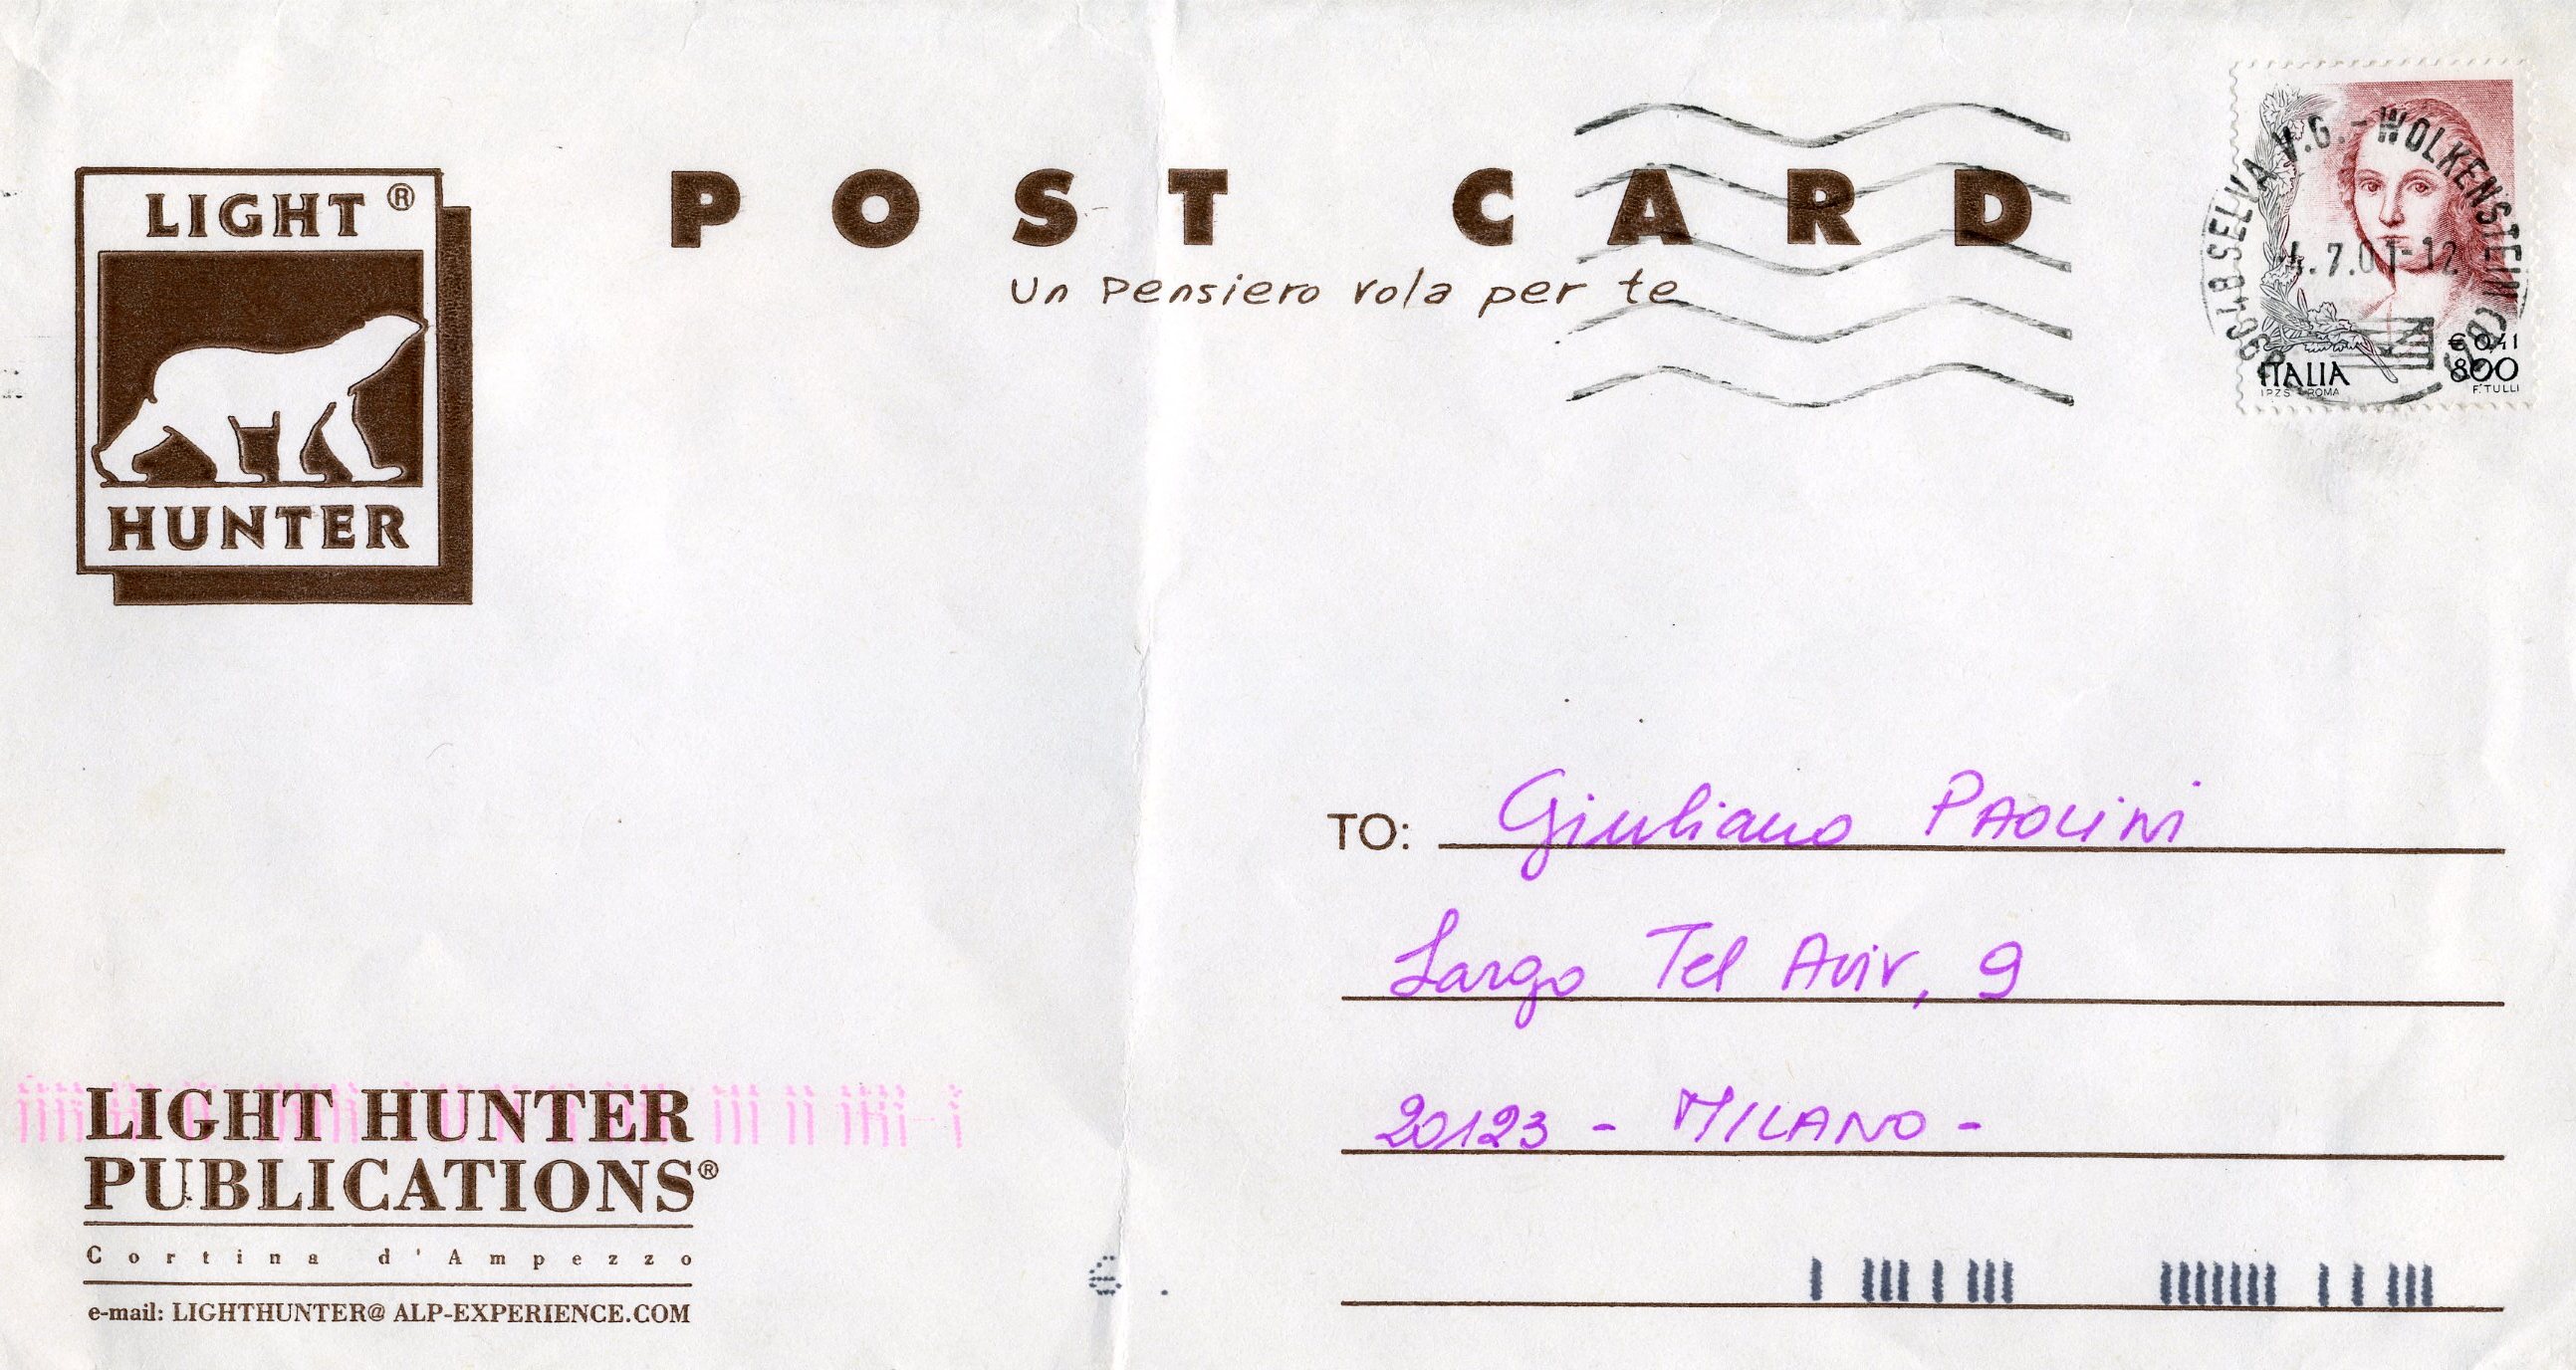 LIGHT ®
HUNTER
POST CARD
Un Pensiero vola per te
39048 SELVA V.G. - WOLKENSTEIN
4.7.01-12
€ 0,41
ITALIA 800
I.P.Z.S. ROMA F. TULLI
TO: Giuliano PAOLINI
Largo Tel Aviv, 9
20123 - MILANO -
LIGHT HUNTER
PUBLICATIONS®
Cortina d'Ampezzo
e-mail: LIGHTHUNTER@ ALP-EXPERIENCE.COM